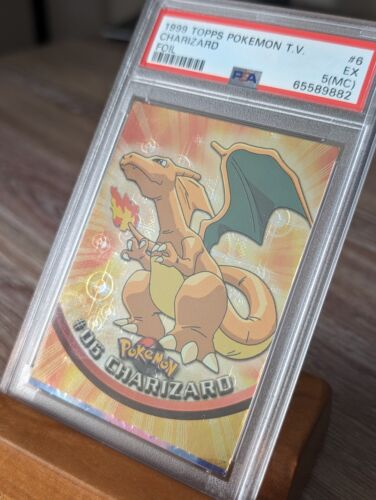 1999 TOPPS POKEMON T.V. #6
CHARIZARD EX
FOIL 5(MC)
PSA 65589882
POKéMON
#06 CHARIZARD